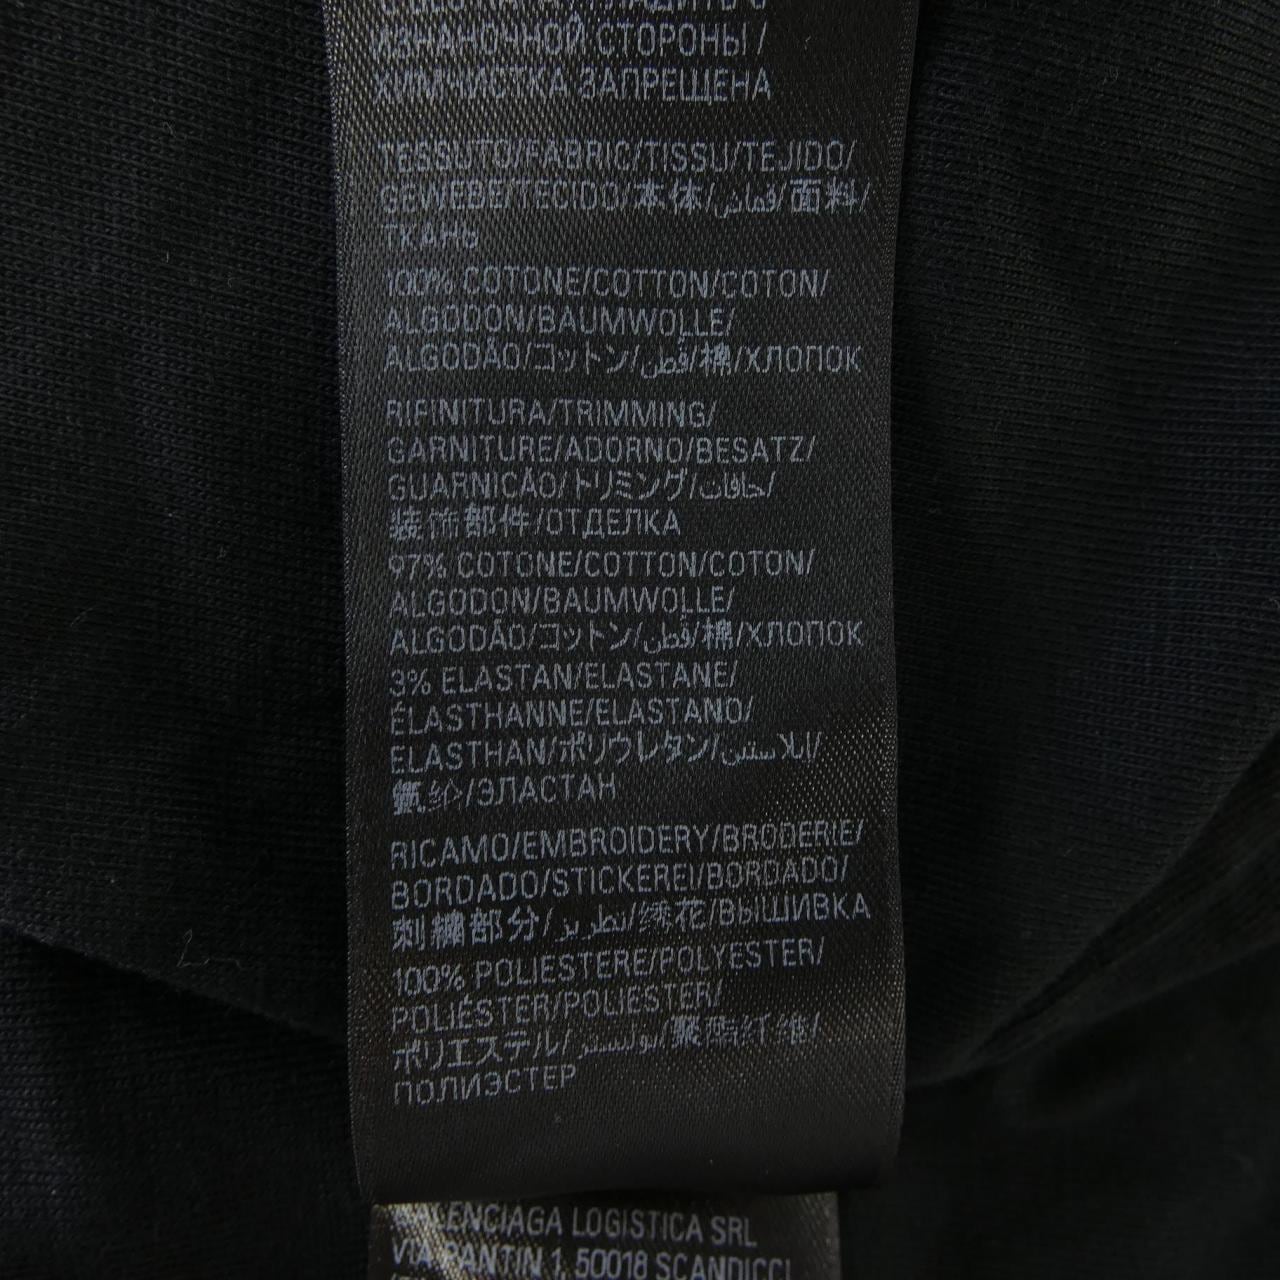 ИЗНАНОЧНОЙ СТОРОНЫ /
ХИМЧИСТКА ЗАПРЕЩЕНА
TESSUTO/FABRIC/TISSU/TEJIDO/
GEWEBE/TECIDO/本体/قماش/面料/
ТКАНЬ
100% COTONE/COTTON/COTON/
ALGODON/BAUMWOLLE/
ALGODÃO/コットン/قطن/棉/ХЛОПОК
RIFINITURA/TRIMMING/
GARNITURE/ADORNO/BESATZ/
GUARNICÃO/トリミング/حافات/
装饰部件/ОТДЕЛКА
97% COTONE/COTTON/COTON/
ALGODON/BAUMWOLLE/
ALGODÃO/コットン/قطن/棉/ХЛОПОК
3% ELASTAN/ELASTANE/
ÉLASTHANNE/ELASTANO/
ELASTHAN/ポリウレタン/إيلاستين/
氨纶/ЭЛАСТАН
RICAMO/EMBROIDERY/BRODERIE/
BORDADO/STICKEREI/BORDADO/
刺繍部分/تطريز/绣花/ВЫШИВКА
100% POLIESTERE/POLYESTER/
POLIÉSTER/POLIESTER/
ポリエステル/بوليستر/聚酯纤维/
ПОЛИЭСТЕР
BALENCIAGA LOGISTICA SRL
VIA PANTIN 1, 50018 SCANDICCI